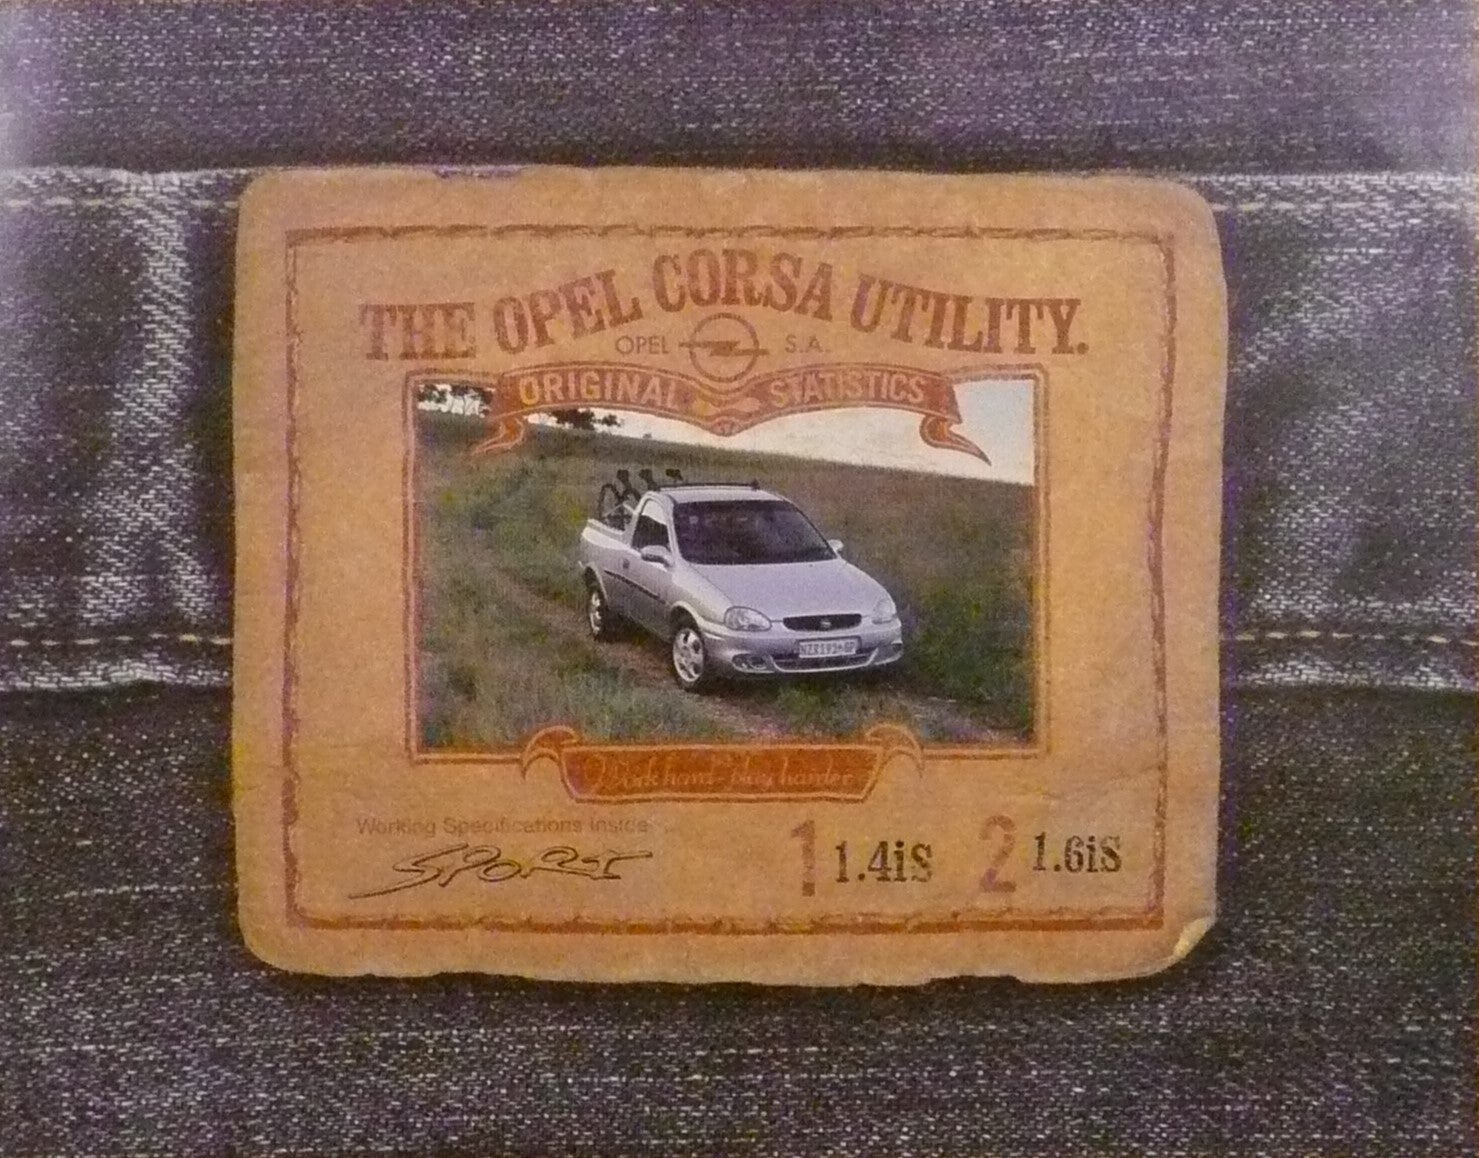 THE OPEL CORSA UTILITY.
OPEL S.A.
ORIGINAL STATISTICS
Work hard-Play harder
Working Specifications inside
SPORT
1 1.4iS 2 1.6iS